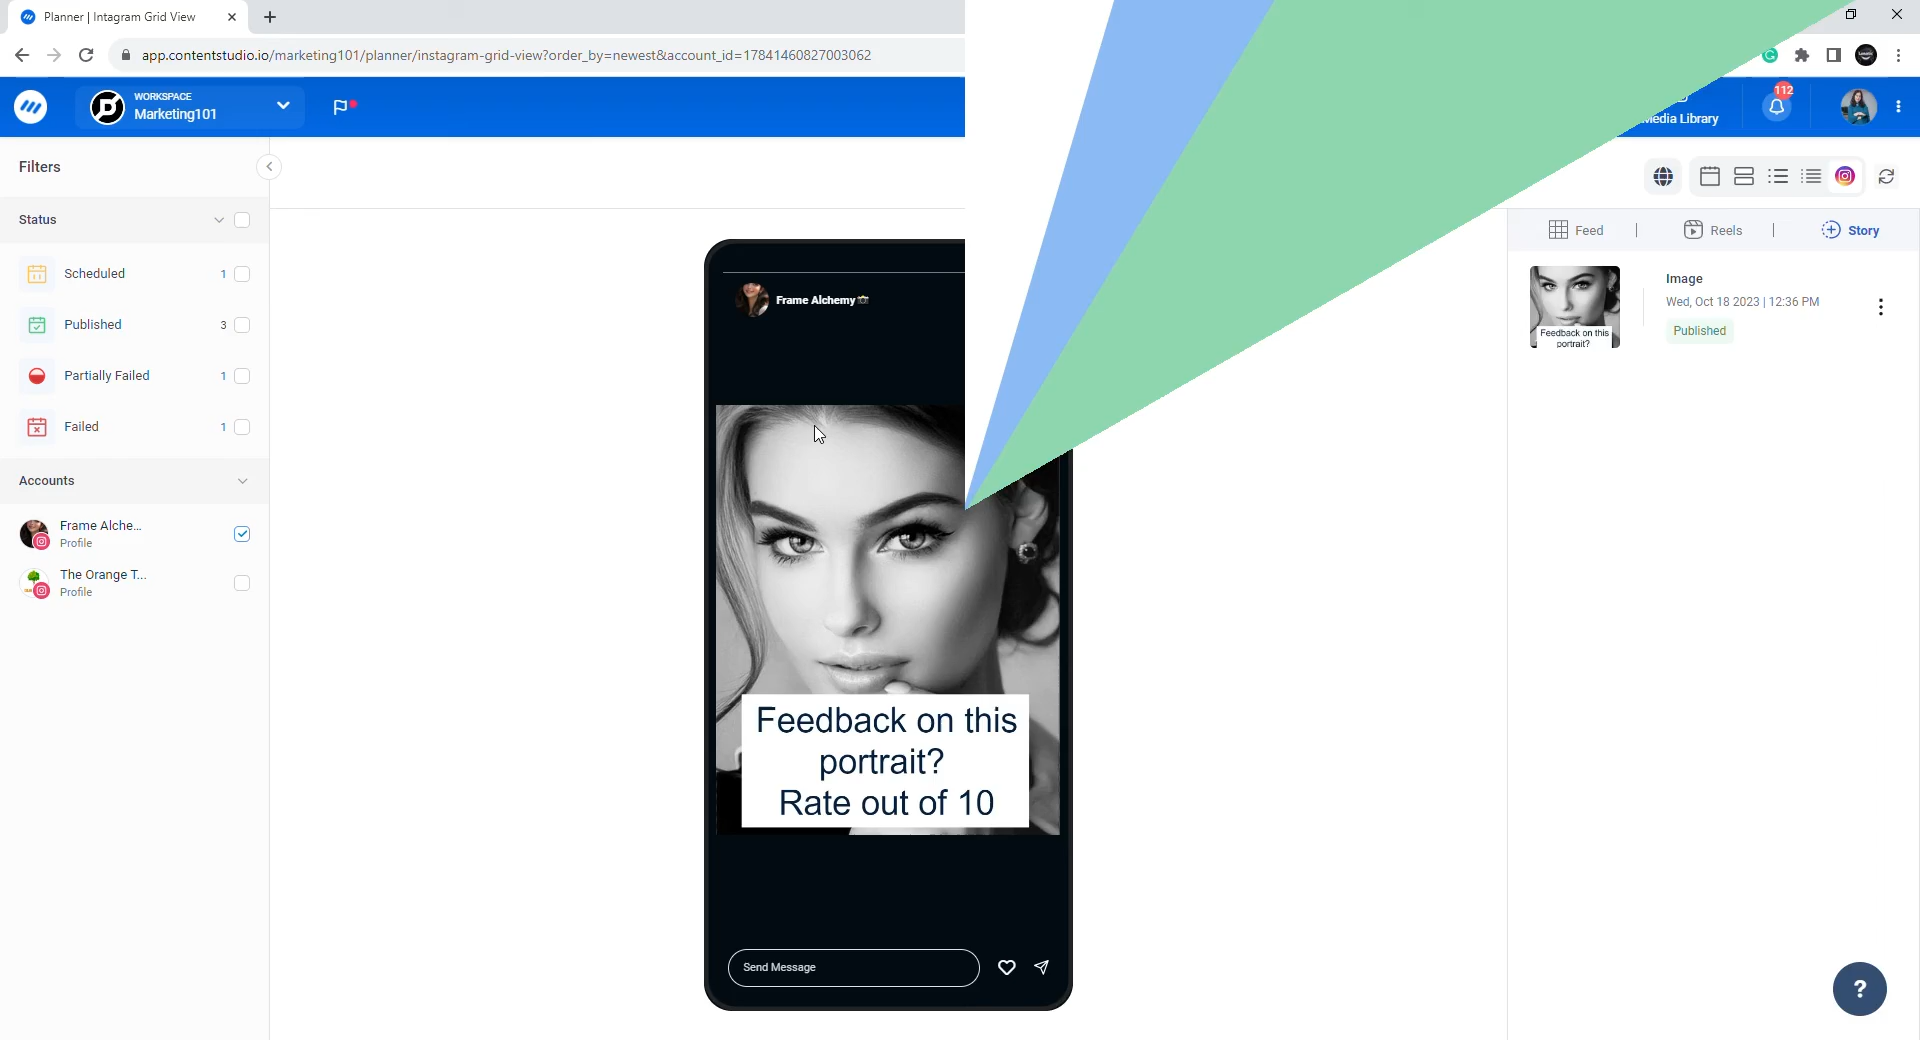 Planner | Intagram Grid View
app.contentstudio.io/marketing101/planner/instagram-grid-view?order_by=newest&account_id=17841460827003062
WORKSPACE
Marketing101
Media Library
112
Filters
Status
Scheduled 1
Published 3
Partially Failed 1
Failed 1
Accounts
Frame Alche...
Profile
The Orange T...
Profile
Frame Alchemy
Feedback on this
portrait?
Rate out of 10
Send Message
Feed | Reels | Story
Feedback on this
portrait?
Image
Wed, Oct 18 2023 | 12:36 PM
Published
?